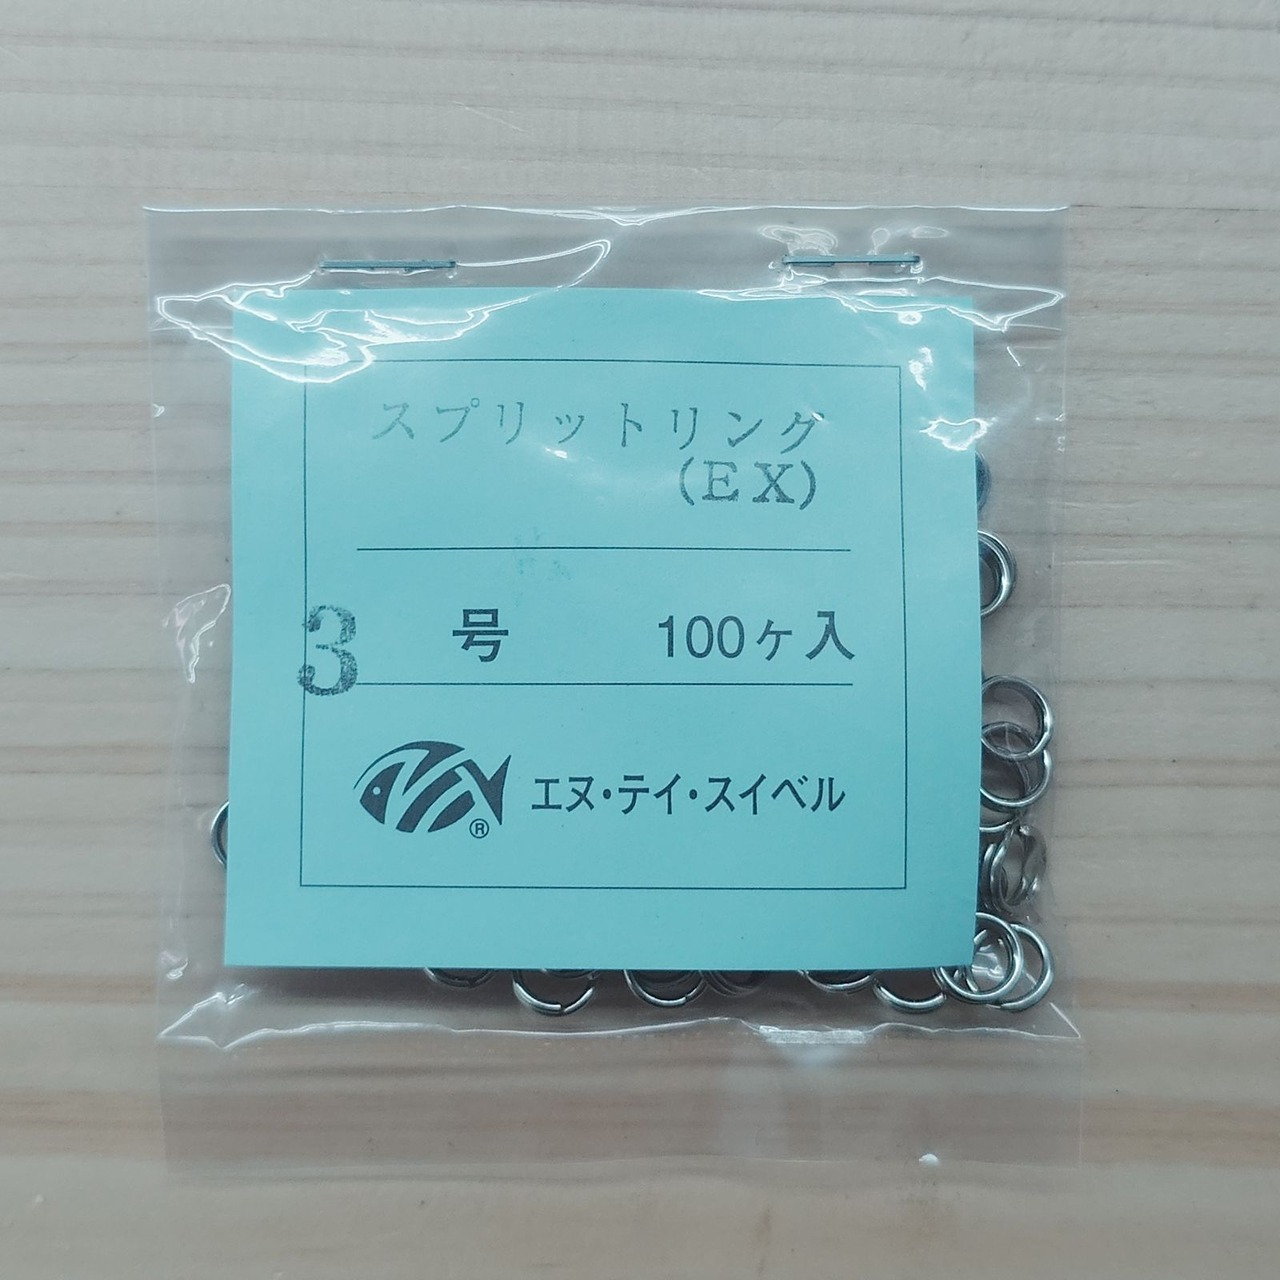 スプリットリング
(EX)
3 号 100ヶ入
® エヌ・テイ・スイベル